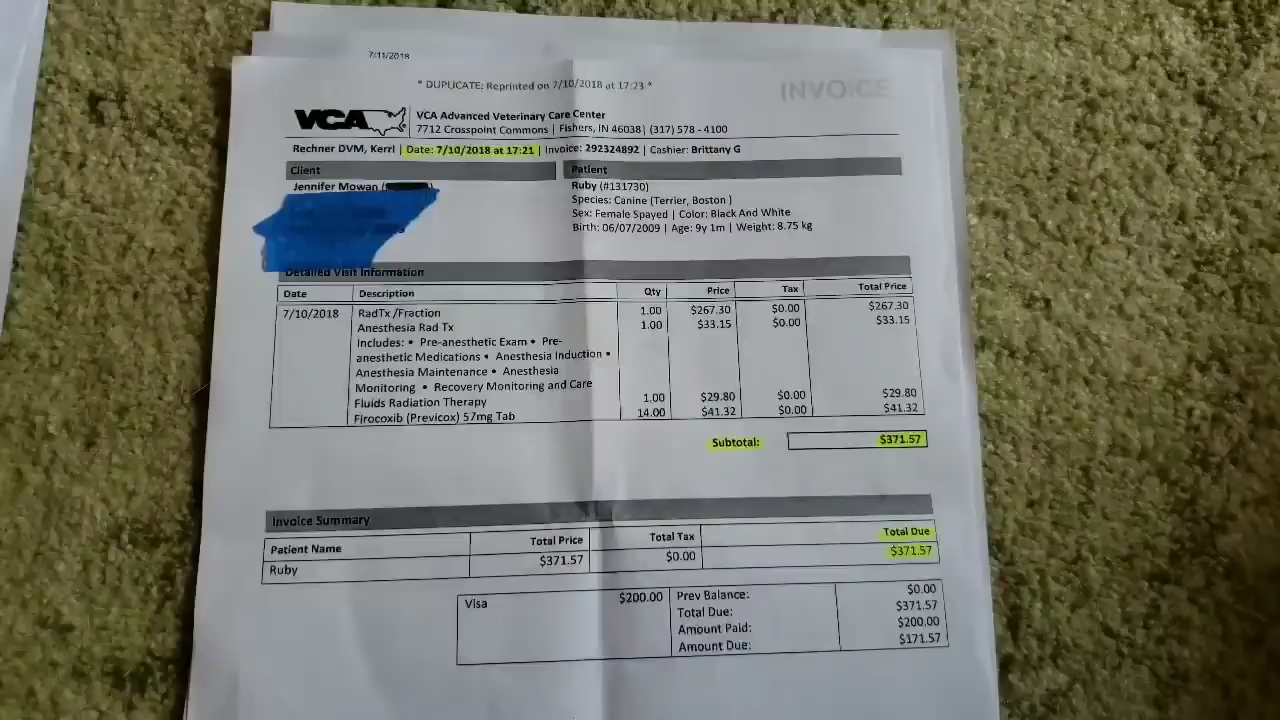 7/11/2018
* DUPLICATE: Reprinted on 7/10/2018 at 17:23 *
INVOICE
VCA
VCA Advanced Veterinary Care Center
7712 Crosspoint Commons | Fishers, IN 46038 | (317) 578 - 4100
Rechner DVM, Kerri | Date: 7/10/2018 at 17:21 | Invoice: 292324892 | Cashier: Brittany G
Client Patient
Jennifer Mowan ( ) Ruby (#131730)
Species: Canine (Terrier, Boston )
Sex: Female Spayed | Color: Black And White
Birth: 06/07/2009 | Age: 9y 1m | Weight: 8.75 kg
Detailed Visit Information
Date Description Qty Price Tax Total Price
7/10/2018 RadTx /Fraction 1.00 $267.30 $0.00 $267.30
Anesthesia Rad Tx 1.00 $33.15 $0.00 $33.15
Includes: • Pre-anesthetic Exam • Pre-
anesthetic Medications • Anesthesia Induction •
Anesthesia Maintenance • Anesthesia
Monitoring • Recovery Monitoring and Care
Fluids Radiation Therapy 1.00 $29.80 $0.00 $29.80
Firocoxib (Previcox) 57mg Tab 14.00 $41.32 $0.00 $41.32
Subtotal: $371.57
Invoice Summary
Patient Name Total Price Total Tax Total Due
Ruby $371.57 $0.00 $371.57
Visa $200.00 Prev Balance: $0.00
Total Due: $371.57
Amount Paid: $200.00
Amount Due: $171.57